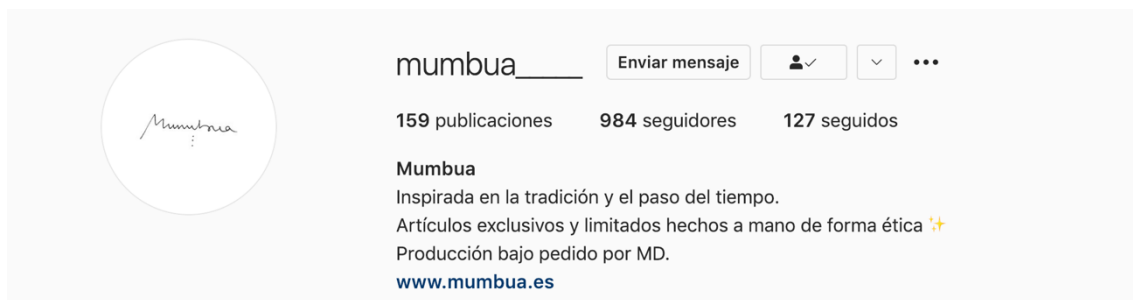 Mumbua
mumbua_____ Enviar mensaje
159 publicaciones 984 seguidores 127 seguidos
Mumbua
Inspirada en la tradición y el paso del tiempo.
Artículos exclusivos y limitados hechos a mano de forma ética ✨
Producción bajo pedido por MD.
www.mumbua.es